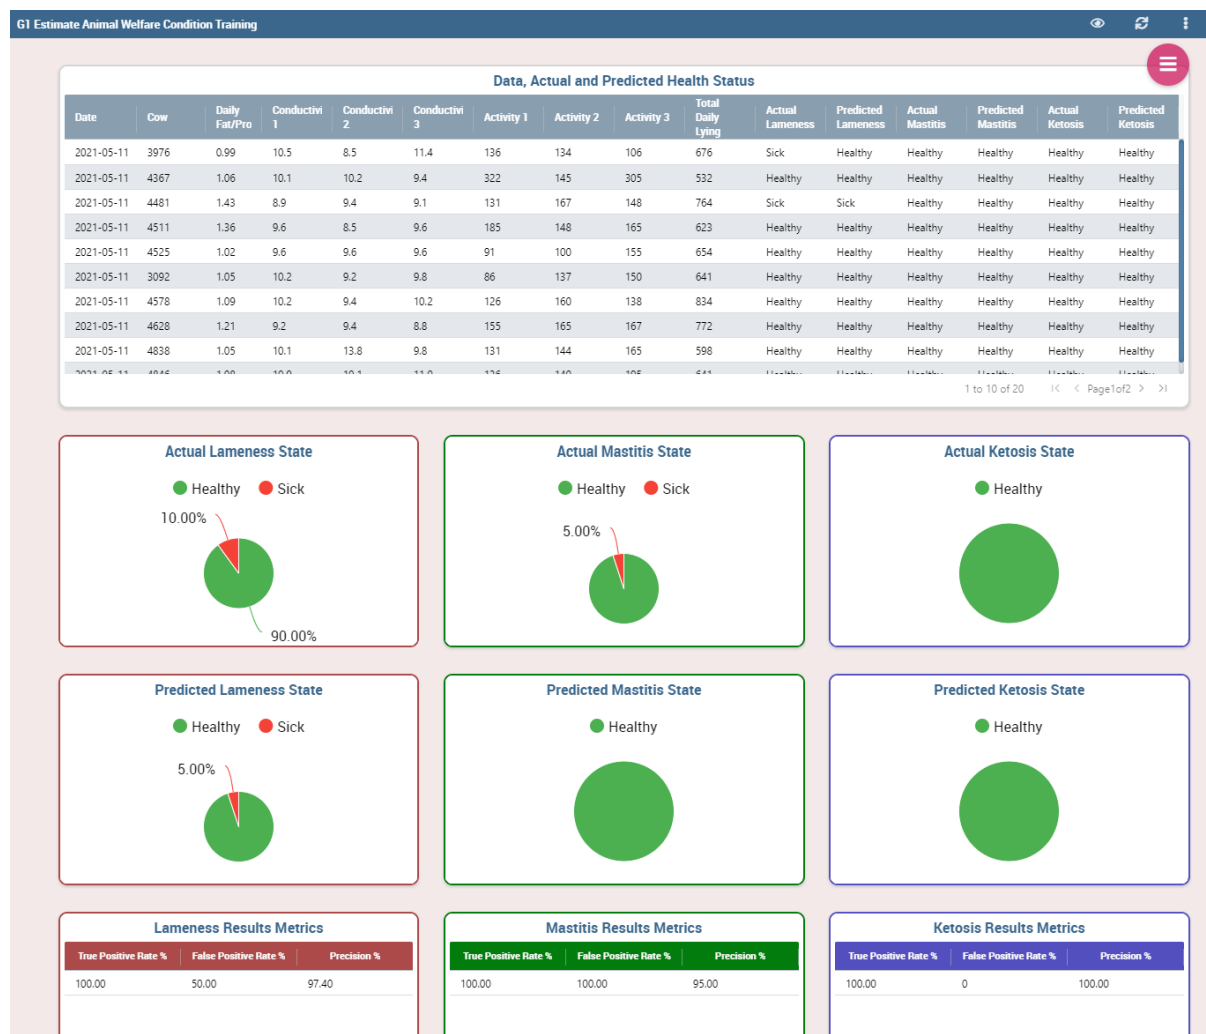 G1 Estimate Animal Welfare Condition Training
Data, Actual and Predicted Health Status
Date Cow Daily Fat/Pro Conductivi 1 Conductivi 2 Conductivi 3 Activity 1 Activity 2 Activity 3 Total Daily Lying Actual Lameness Predicted Lameness Actual Mastitis Predicted Mastitis Actual Ketosis Predicted Ketosis
2021-05-11 3976 0.99 10.5 8.5 11.4 136 134 106 676 Sick Healthy Healthy Healthy Healthy Healthy
2021-05-11 4367 1.06 10.1 10.2 9.4 322 145 305 532 Healthy Healthy Healthy Healthy Healthy Healthy
2021-05-11 4481 1.43 8.9 9.4 9.1 131 167 148 764 Sick Sick Healthy Healthy Healthy Healthy
2021-05-11 4511 1.36 9.6 8.5 9.6 185 148 165 623 Healthy Healthy Healthy Healthy Healthy Healthy
2021-05-11 4525 1.02 9.6 9.6 9.6 91 100 155 654 Healthy Healthy Healthy Healthy Healthy Healthy
2021-05-11 3092 1.05 10.2 9.2 9.8 86 137 150 641 Healthy Healthy Healthy Healthy Healthy Healthy
2021-05-11 4578 1.09 10.2 9.4 10.2 126 160 138 834 Healthy Healthy Healthy Healthy Healthy Healthy
2021-05-11 4628 1.21 9.2 9.4 8.8 155 165 167 772 Healthy Healthy Healthy Healthy Healthy Healthy
2021-05-11 4838 1.05 10.1 13.8 9.8 131 144 165 598 Healthy Healthy Healthy Healthy Healthy Healthy
1 to 10 of 20 Page1of2
Actual Lameness State
Healthy Sick
10.00%
90.00%
Actual Mastitis State
Healthy Sick
5.00%
Actual Ketosis State
Healthy
Predicted Lameness State
Healthy Sick
5.00%
Predicted Mastitis State
Healthy
Predicted Ketosis State
Healthy
Lameness Results Metrics
True Positive Rate % False Positive Rate % Precision %
100.00 50.00 97.40
Mastitis Results Metrics
True Positive Rate % False Positive Rate % Precision %
100.00 100.00 95.00
Ketosis Results Metrics
True Positive Rate % False Positive Rate % Precision %
100.00 0 100.00